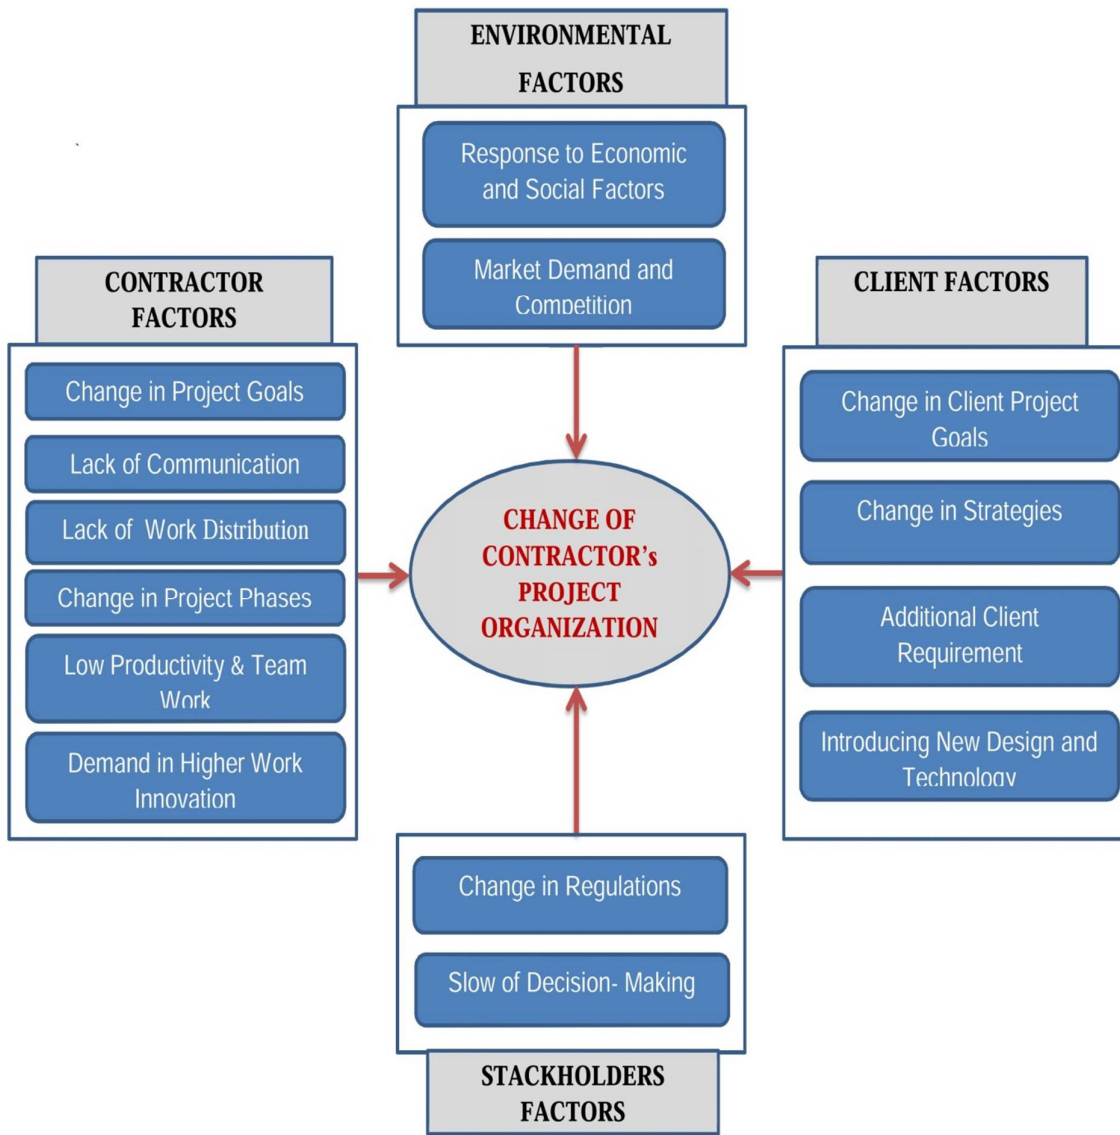 ENVIRONMENTAL
FACTORS
Response to Economic
and Social Factors
Market Demand and
Competition
CONTRACTOR
FACTORS
Change in Project Goals
Lack of Communication
Lack of Work Distribution
Change in Project Phases
Low Productivity & Team
Work
Demand in Higher Work
Innovation
CHANGE OF
CONTRACTOR's
PROJECT
ORGANIZATION
CLIENT FACTORS
Change in Client Project
Goals
Change in Strategies
Additional Client
Requirement
Introducing New Design and
Technology
Change in Regulations
Slow of Decision- Making
STACKHOLDERS
FACTORS